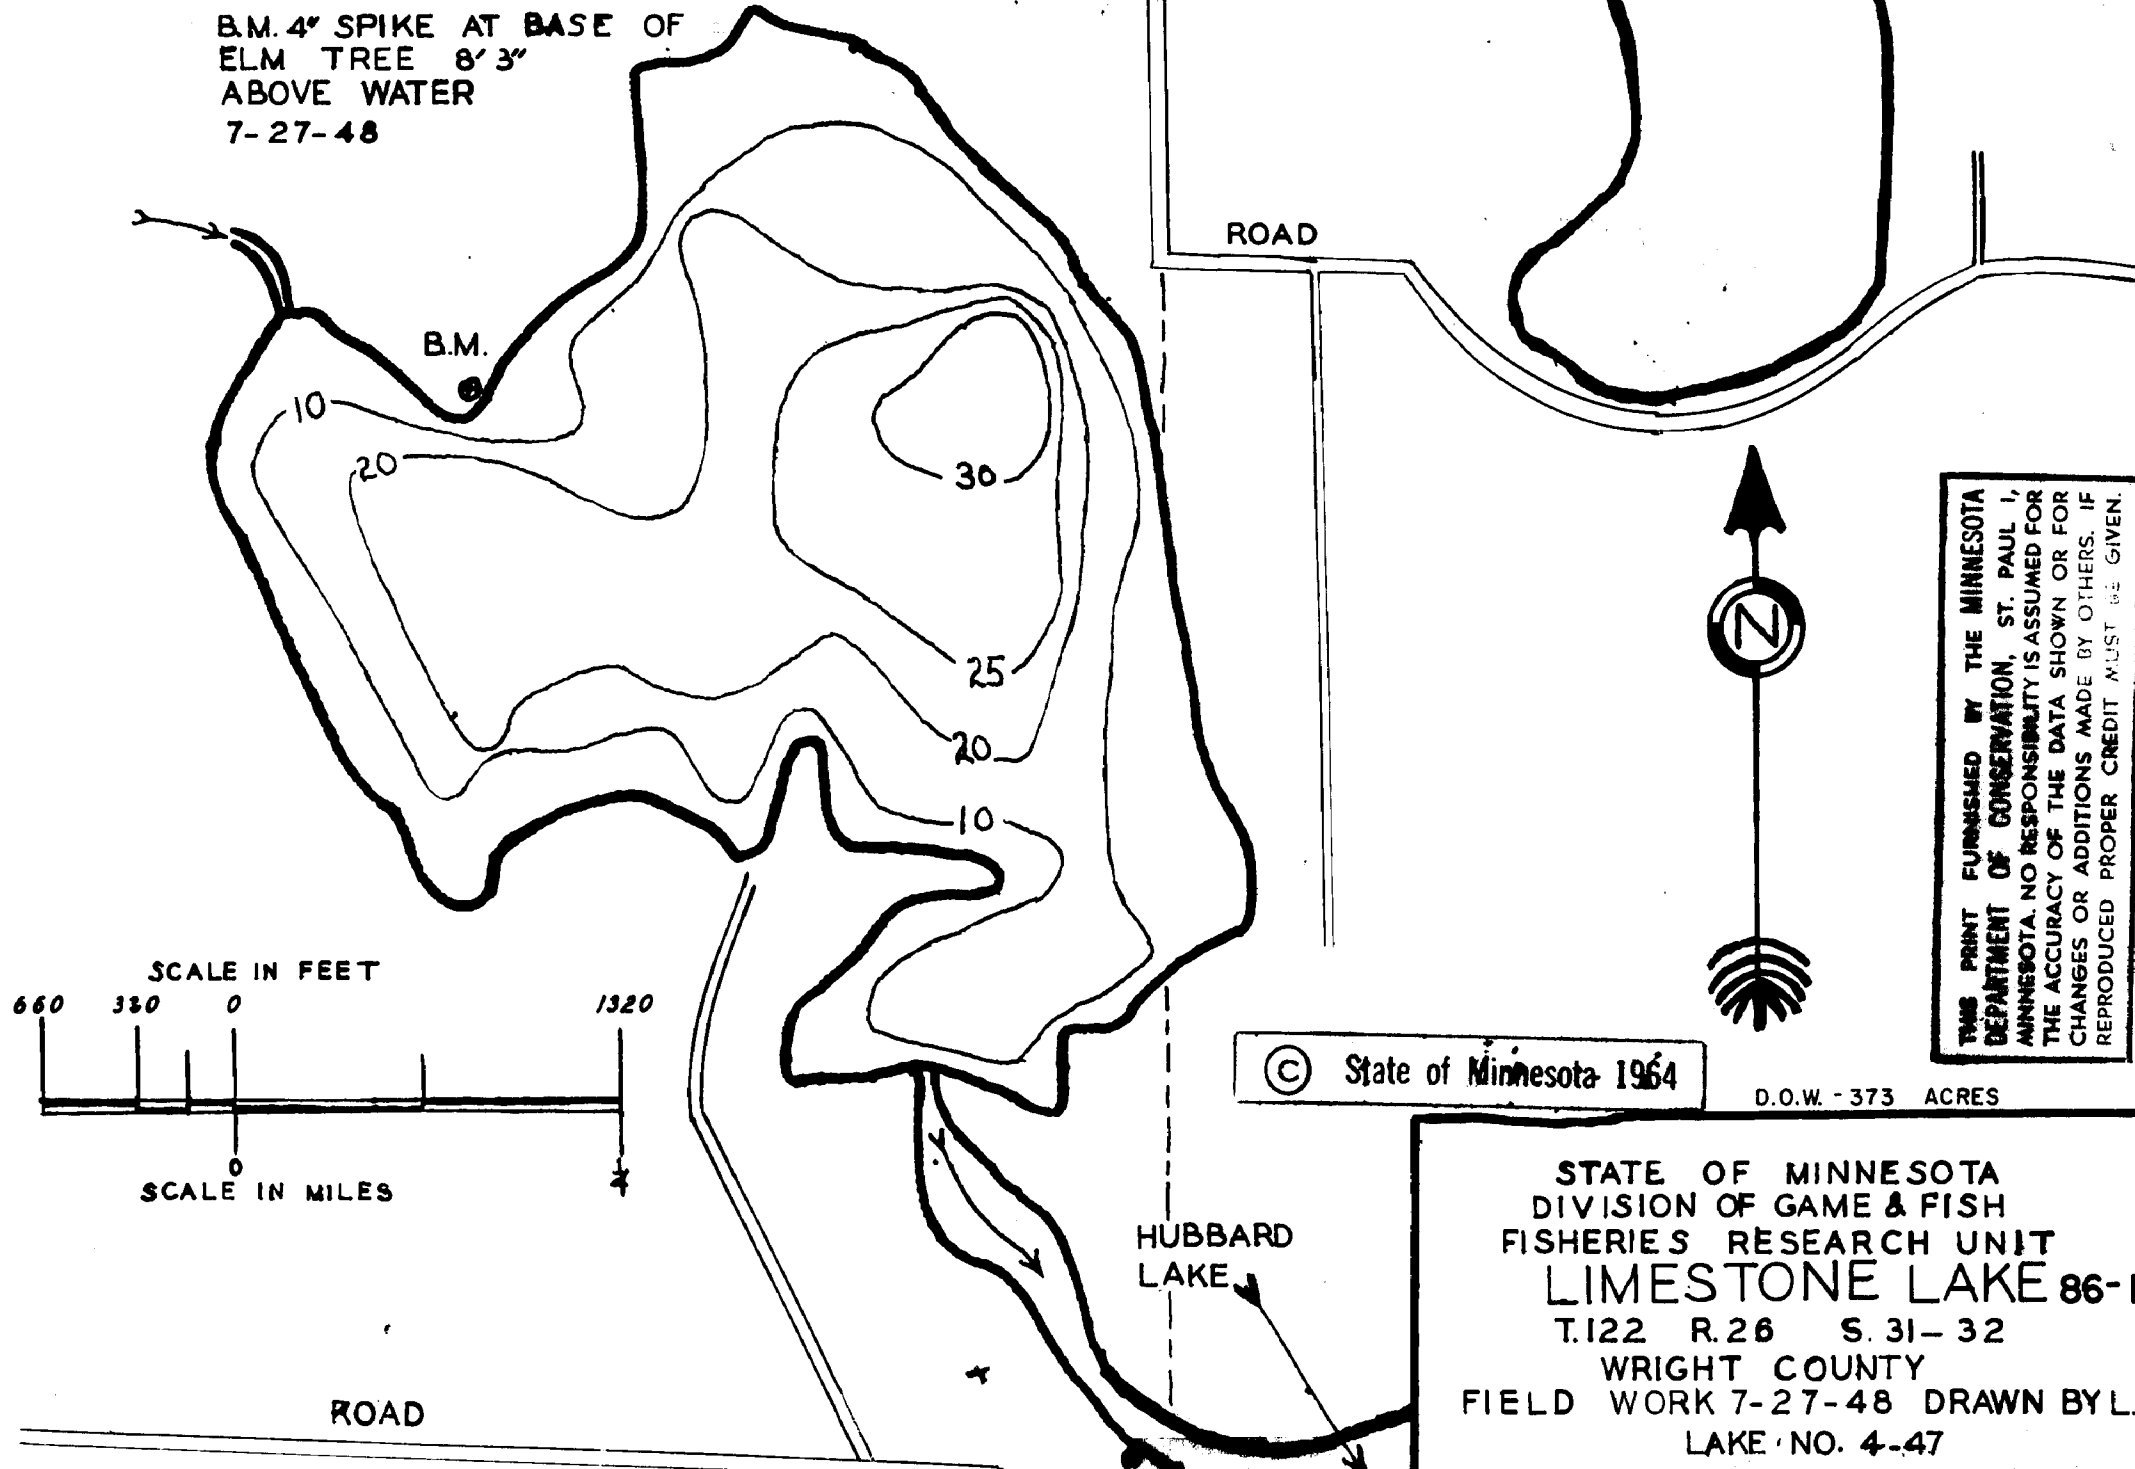 B.M. 4" SPIKE AT BASE OF
ELM TREE 8' 3"
ABOVE WATER
7-27-48
ROAD
B.M.
10
20
30
25
20
10
N
THIS PRINT FURNISHED BY THE MINNESOTA
DEPARTMENT OF CONSERVATION, ST. PAUL 1,
MINNESOTA. NO RESPONSIBILITY IS ASSUMED FOR
THE ACCURACY OF THE DATA SHOWN OR FOR
CHANGES OR ADDITIONS MADE BY OTHERS. IF
REPRODUCED PROPER CREDIT MUST BE GIVEN.
SCALE IN FEET
660 330 0 1320
0 1/4
SCALE IN MILES
© State of Minnesota 1964
D.O.W. - 373 ACRES
HUBBARD
LAKE
ROAD
STATE OF MINNESOTA
DIVISION OF GAME & FISH
FISHERIES RESEARCH UNIT
LIMESTONE LAKE 86-1
T.122 R.26 S. 31-32
WRIGHT COUNTY
FIELD WORK 7-27-48 DRAWN BY L.
LAKE NO. 4-47